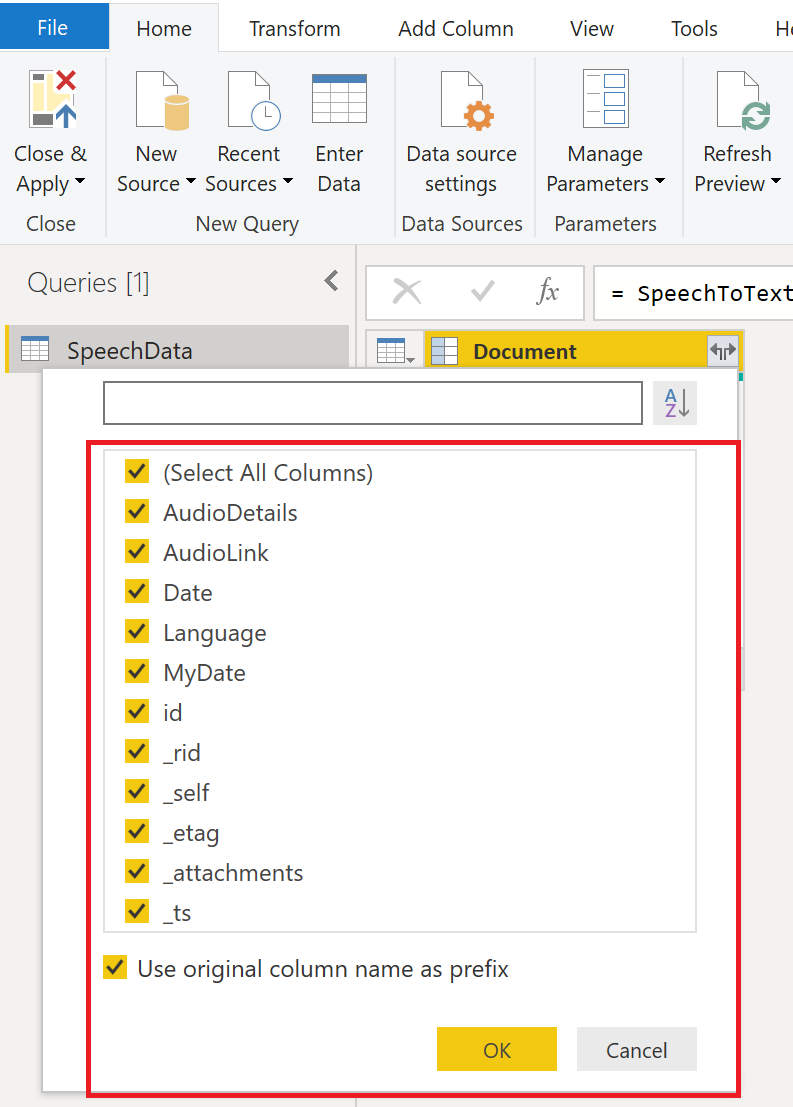 File Home Transform Add Column View Tools He
Close & New Recent Enter Data source Manage Refresh
Apply Source Sources Data settings Parameters Preview
Close New Query Data Sources Parameters
Queries [1]
fx = SpeechToText
SpeechData
Document
A
Z
(Select All Columns)
AudioDetails
AudioLink
Date
Language
MyDate
id
_rid
_self
_etag
_attachments
_ts
Use original column name as prefix
OK Cancel